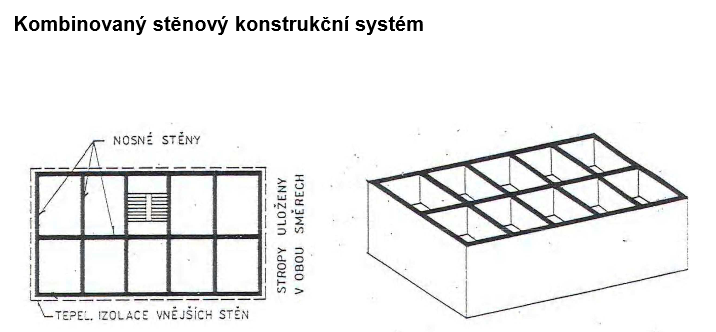 Kombinovaný stěnový konstrukční systém
NOSNÉ STĚNY
STROPY ULOŽENY
V OBOU SMĚRECH
TEPEL. IZOLACE VNĚJŠÍCH STĚN